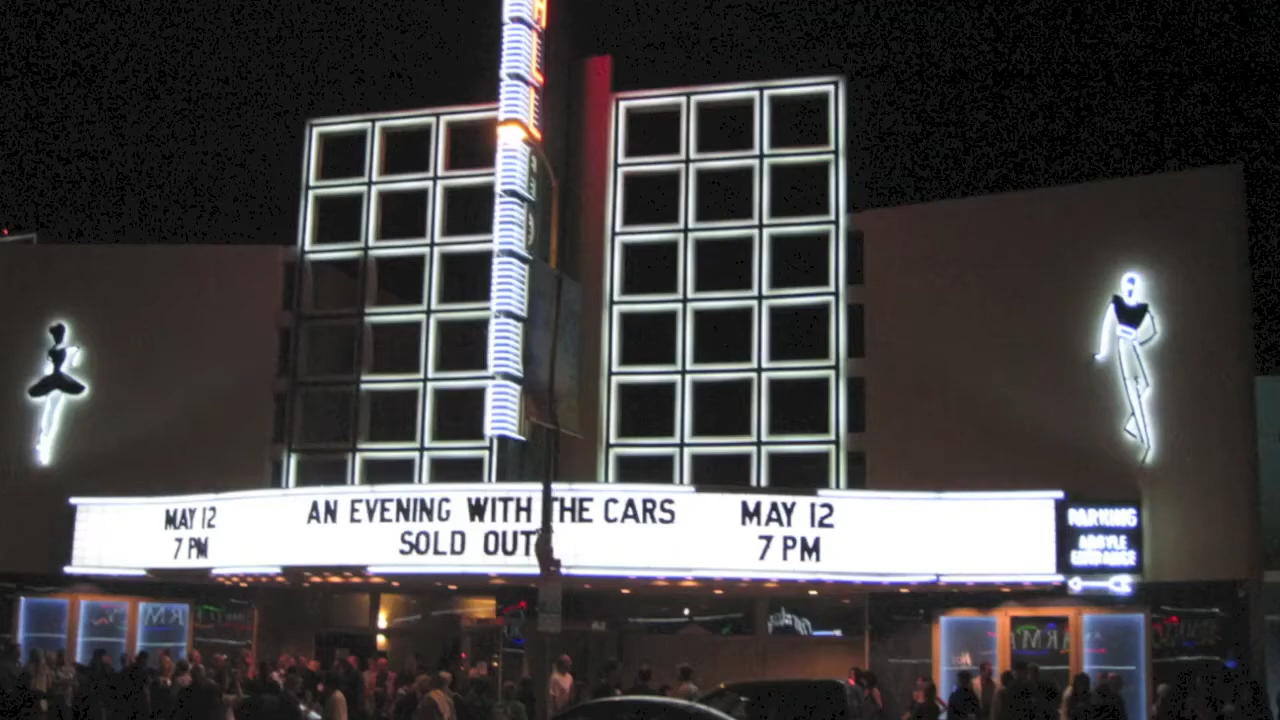 MAY 12
7 PM
AN EVENING WITH THE CARS
SOLD OUT
MAY 12
7 PM
PARKING
ARGYLE
ENTRANCE